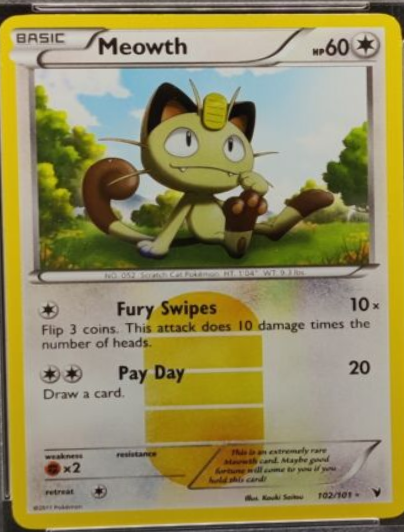 BASIC Meowth HP60
NO. 052 Scratch Cat Pokémon HT. 1'04" WT. 9.3 lbs
Fury Swipes 10×
Flip 3 coins. This attack does 10 damage times the
number of heads.
Pay Day 20
Draw a card.
weakness resistance
×2
This is an extremely rare
Meowth card. Maybe good
fortune will come to you if you
hold this card!
retreat
Illus. Kouki Saitou 102/101
©2011 Pokémon